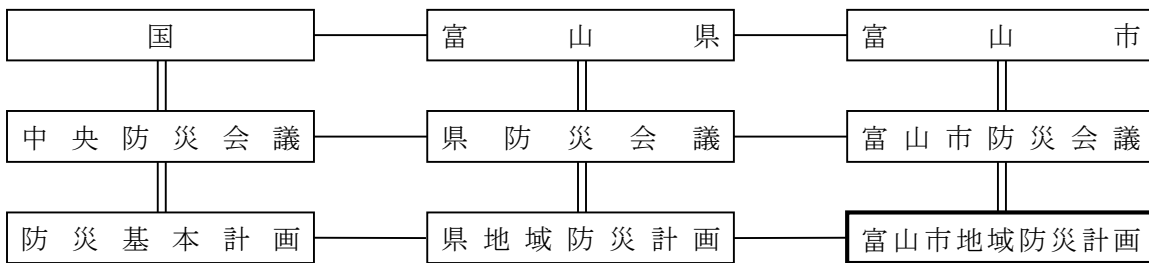 国 富山県 富山市
中央防災会議 県防災会議 富山市防災会議
防災基本計画 県地域防災計画 富山市地域防災計画